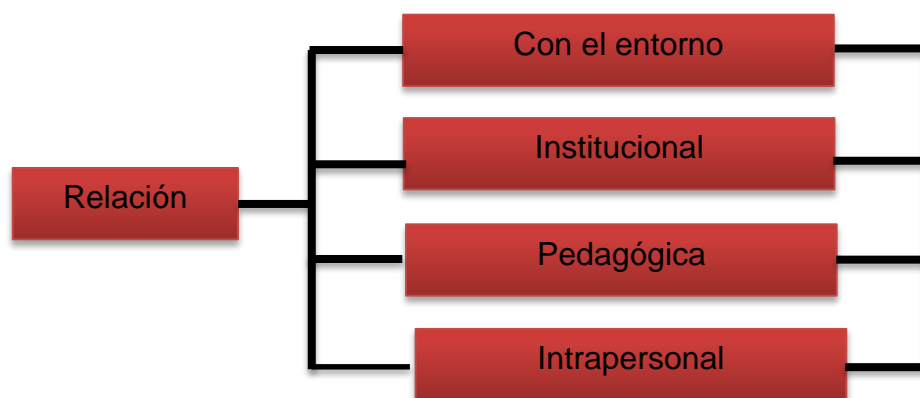 Con el entorno
Institucional
Relación
Pedagógica
Intrapersonal